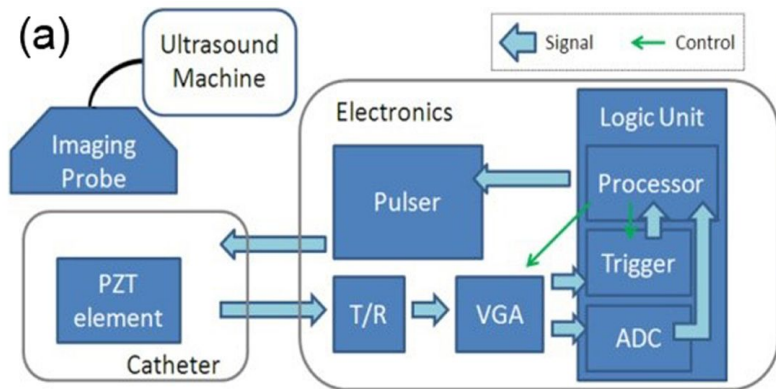 (a)
Ultrasound
Machine
Signal
Control
Imaging
Probe
Electronics
Logic Unit
Pulser
Processor
PZT
element
T/R
VGA
Trigger
ADC
Catheter